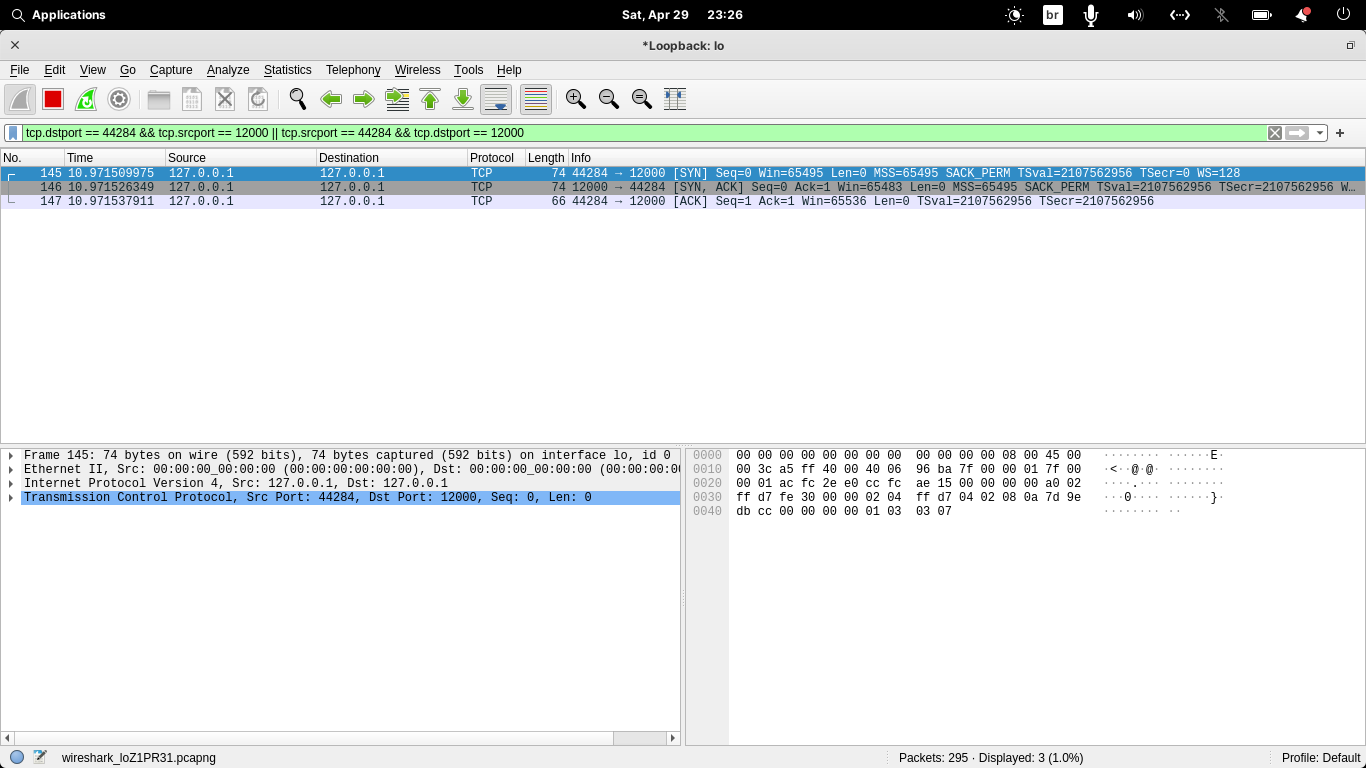 Applications Sat, Apr 29 23:26 br
*Loopback: lo
File Edit View Go Capture Analyze Statistics Telephony Wireless Tools Help
tcp.dstport == 44284 && tcp.srcport == 12000 || tcp.srcport == 44284 && tcp.dstport == 12000
No. Time Source Destination Protocol Length Info
145 10.971509975 127.0.0.1 127.0.0.1 TCP 74 44284 → 12000 [SYN] Seq=0 Win=65495 Len=0 MSS=65495 SACK_PERM TSval=2107562956 TSecr=0 WS=128
146 10.971526349 127.0.0.1 127.0.0.1 TCP 74 12000 → 44284 [SYN, ACK] Seq=0 Ack=1 Win=65483 Len=0 MSS=65495 SACK_PERM TSval=2107562956 TSecr=2107562956 W…
147 10.971537911 127.0.0.1 127.0.0.1 TCP 66 44284 → 12000 [ACK] Seq=1 Ack=1 Win=65536 Len=0 TSval=2107562956 TSecr=2107562956
Frame 145: 74 bytes on wire (592 bits), 74 bytes captured (592 bits) on interface lo, id 0
Ethernet II, Src: 00:00:00_00:00:00 (00:00:00:00:00:00), Dst: 00:00:00_00:00:00 (00:00:00:0
Internet Protocol Version 4, Src: 127.0.0.1, Dst: 127.0.0.1
Transmission Control Protocol, Src Port: 44284, Dst Port: 12000, Seq: 0, Len: 0
0000 00 00 00 00 00 00 00 00 00 00 00 00 08 00 45 00 ········ ······E·
0010 00 3c a5 ff 40 00 40 06 96 ba 7f 00 00 01 7f 00 ·<··@·@· ········
0020 00 01 ac fc 2e e0 cc fc ae 15 00 00 00 00 a0 02 ····.··· ········
0030 ff d7 fe 30 00 00 02 04 ff d7 04 02 08 0a 7d 9e ···0···· ······}·
0040 db cc 00 00 00 00 01 03 03 07 ········ ··
wireshark_loZ1PR31.pcapng Packets: 295 · Displayed: 3 (1.0%) Profile: Default